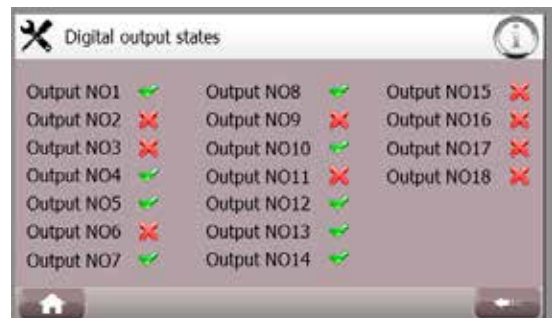 Digital output states
Output NO1
Output NO2
Output NO3
Output NO4
Output NO5
Output NO6
Output NO7
Output NO8
Output NO9
Output NO10
Output NO11
Output NO12
Output NO13
Output NO14
Output NO15
Output NO16
Output NO17
Output NO18